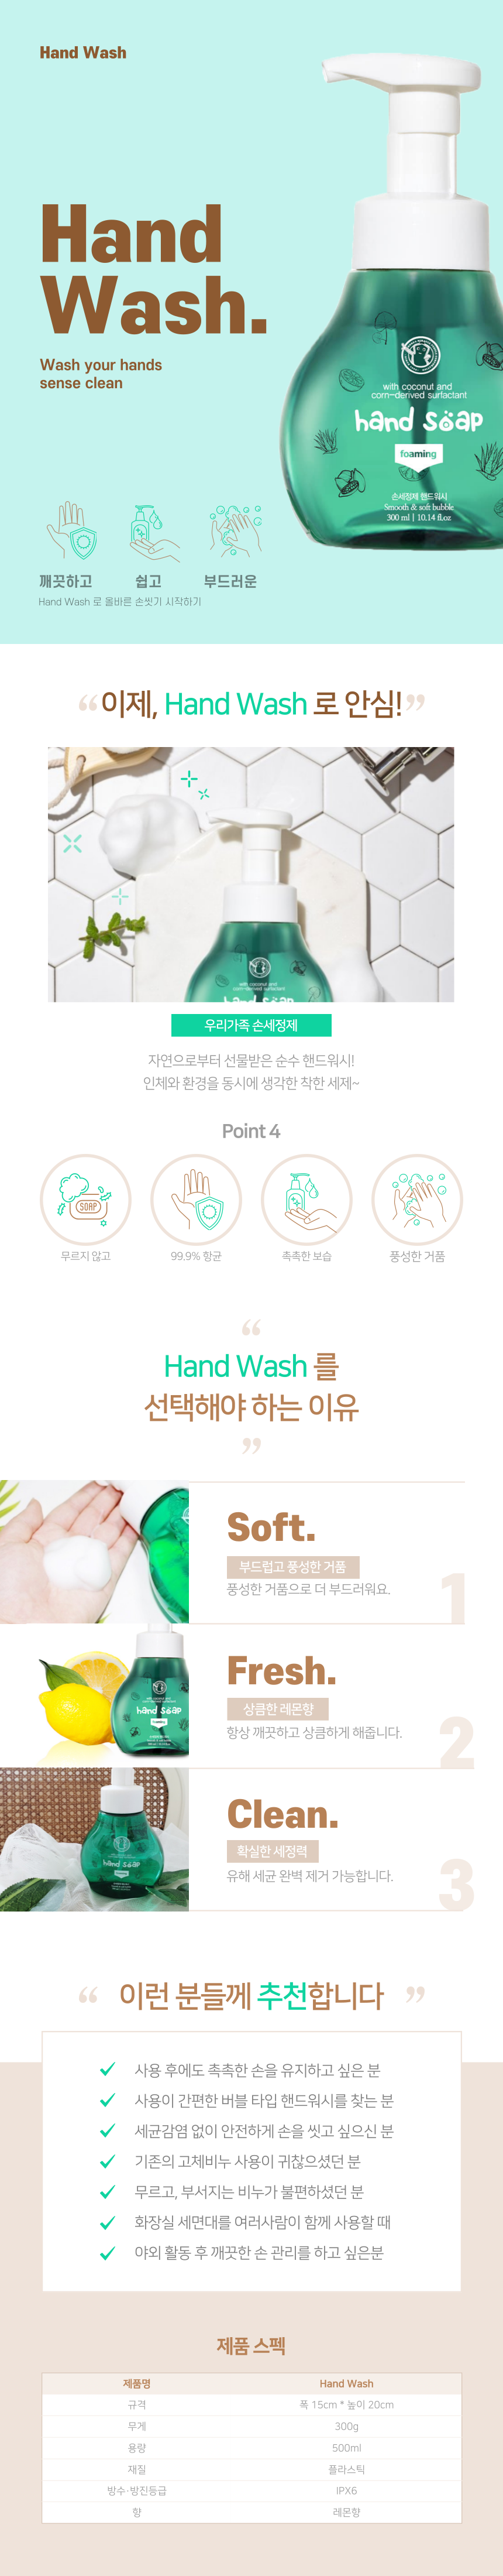 Hand Wash
Hand
Wash.
Wash your hands
sense clean
with coconut and
corn-derived surfactant
hand soap
foaming
손세정제 핸드워시
Smooth & soft bubble
300 ml | 10.14 fl.oz
깨끗하고 쉽고 부드러운
Hand Wash 로 올바른 손씻기 시작하기
“이제, Hand Wash 로 안심!”
with coconut and
corn-derived surfactant
hand soap
우리가족 손세정제
자연으로부터 선물받은 순수 핸드워시!
인체와 환경을 동시에 생각한 착한 세제~
Point 4
SOAP
무르지 않고 99.9% 항균 촉촉한 보습 풍성한 거품
“
Hand Wash 를
선택해야 하는 이유
”
Soft.
부드럽고 풍성한 거품
풍성한 거품으로 더 부드러워요.
1
hand soap
Fresh.
상큼한 레몬향
항상 깨끗하고 상큼하게 해줍니다.
2
hand soap
Clean.
확실한 세정력
유해 세균 완벽 제거 가능합니다.
3
“ 이런 분들께 추천합니다 ”
사용 후에도 촉촉한 손을 유지하고 싶은 분
사용이 간편한 버블 타입 핸드워시를 찾는 분
세균감염 없이 안전하게 손을 씻고 싶으신 분
기존의 고체비누 사용이 귀찮으셨던 분
무르고, 부서지는 비누가 불편하셨던 분
화장실 세면대를 여러사람이 함께 사용할 때
야외 활동 후 깨끗한 손 관리를 하고 싶은분
제품 스펙
제품명 Hand Wash
규격 폭 15cm * 높이 20cm
무게 300g
용량 500ml
재질 플라스틱
방수·방진등급 IPX6
향 레몬향